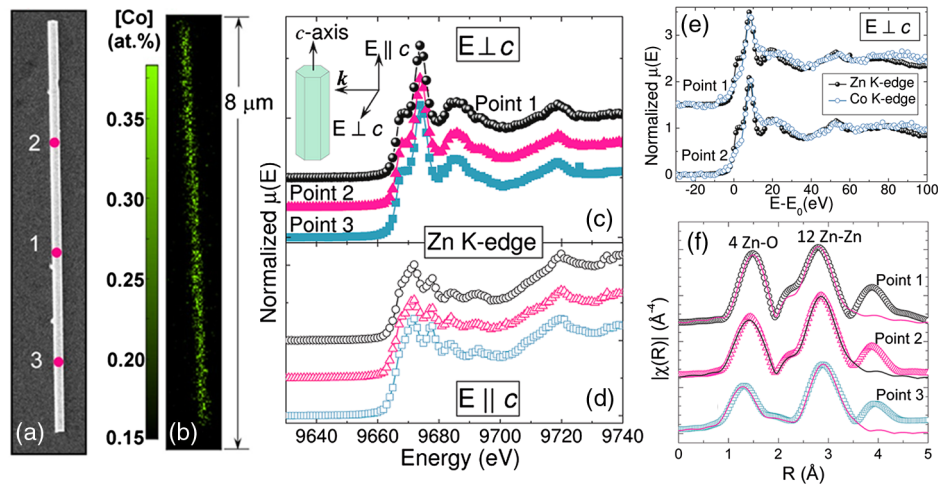 [Co]
(at.%)
0.35
0.30
0.25
0.20
0.15
2
1
3
(a)
(b)
8 μm
c-axis
E || c
k
E ⊥ c
E ⊥ c
Point 1
Point 2
Point 3
(c)
Zn K-edge
(d)
E || c
Normalized μ(E)
9640 9660 9680 9700 9720 9740
Energy (eV)
(e)
E ⊥ c
Point 1
Zn K-edge
Co K-edge
Point 2
Normalized μ(E)
3
2
1
0
-20 0 20 40 60 80 100
E-E0(eV)
(f)
4 Zn-O
12 Zn-Zn
Point 1
Point 2
Point 3
|χ(R)| (Å-4)
0 1 2 3 4 5
R (Å)